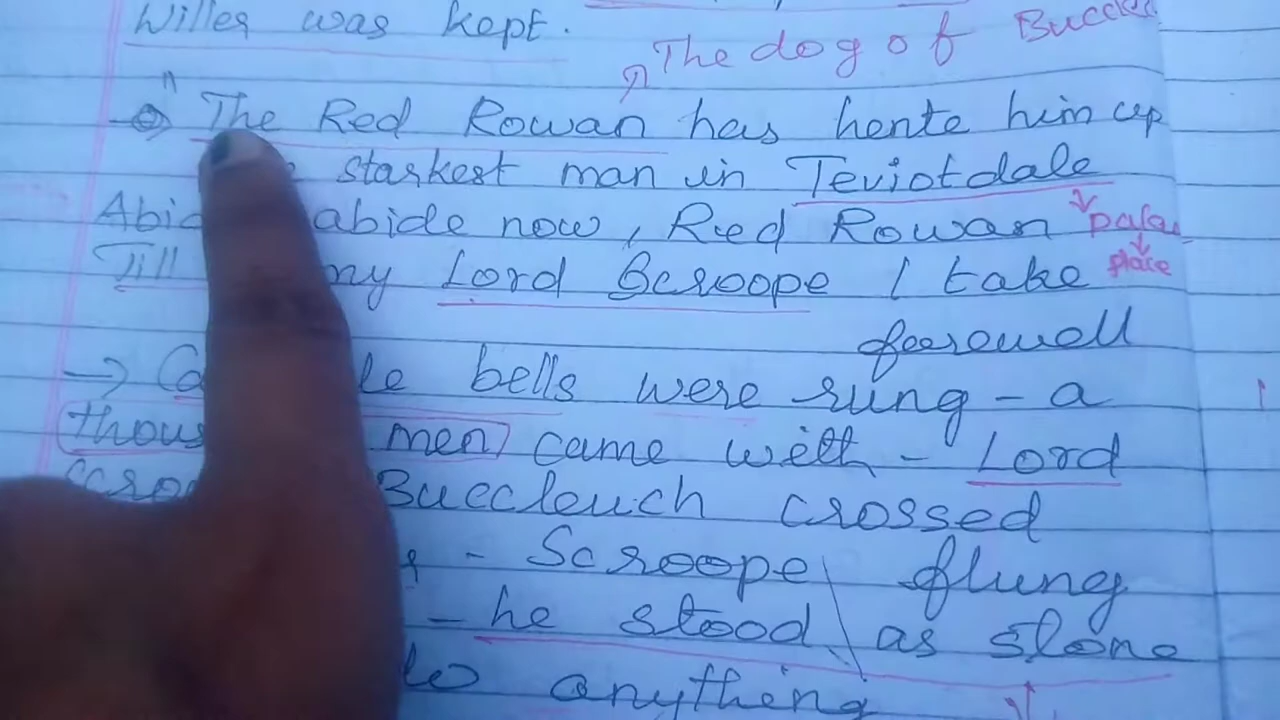 Willer was kept.
The dog of Buccle
→ "The Red Rowan has hente him up
starkest man in Teviotdale
abide now, Red Rowan
place
Till my Lord Scroope I take
farewell
→ bells were rung - a
men came with - Lord
Buccleuch crossed
- Scroope flung
- he stood as stone
anything